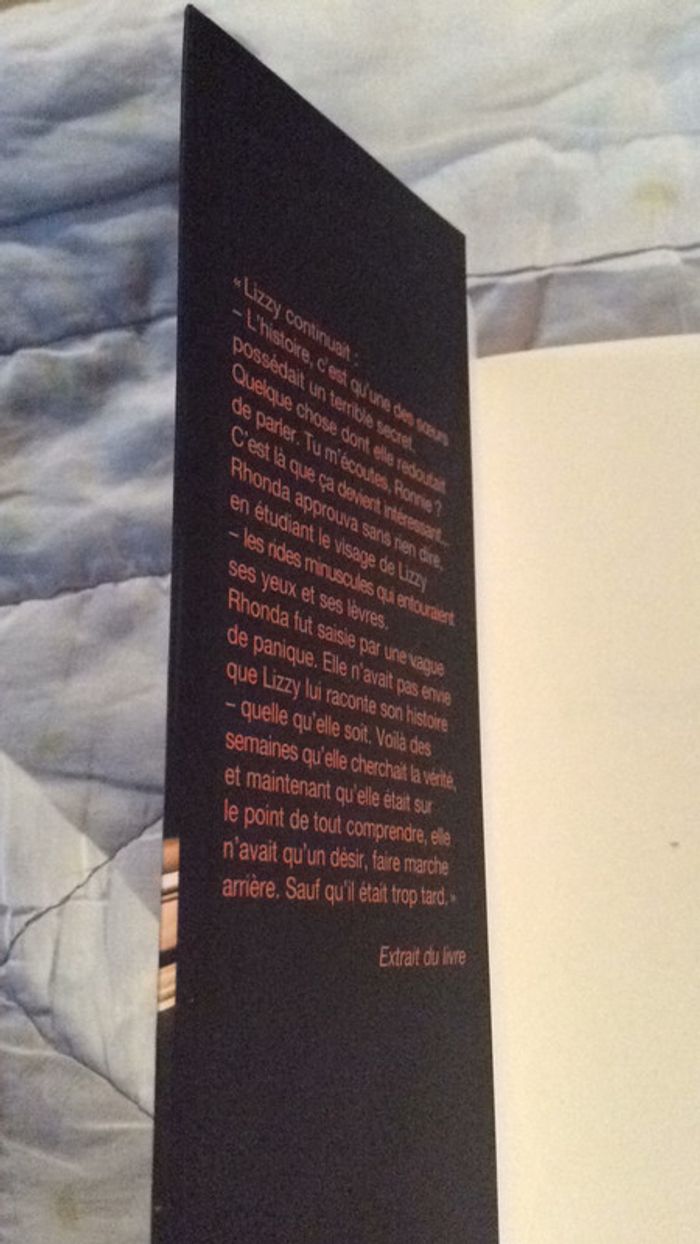 « Lizzy continuait :
– L'histoire, c'est qu'une des sœurs
possédait un terrible secret.
Quelque chose dont elle redoutait
de parler. Tu m'écoutes, Ronnie ?
C'est là que ça devient intéressant...
Rhonda approuva sans rien dire,
en étudiant le visage de Lizzy
– les rides minuscules qui entouraient
ses yeux et ses lèvres.
Rhonda fut saisie par une vague
de panique. Elle n'avait pas envie
que Lizzy lui raconte son histoire
– quelle qu'elle soit. Voilà des
semaines qu'elle cherchait la vérité,
et maintenant qu'elle était sur
le point de tout comprendre, elle
n'avait qu'un désir, faire marche
arrière. Sauf qu'il était trop tard. »
Extrait du livre